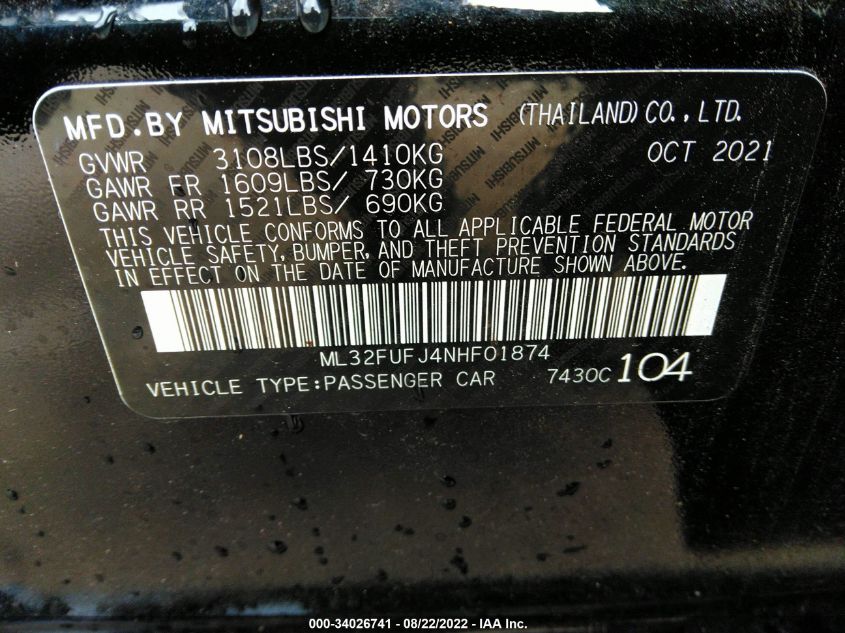 MFD.BY MITSUBISHI MOTORS (THAILAND)CO.,LTD.
GVWR 3108LBS/1410KG OCT 2021
GAWR FR 1609LBS/ 730KG
GAWR RR 1521LBS/ 690KG
THIS VEHICLE CONFORMS TO ALL APPLICABLE FEDERAL MOTOR
VEHICLE SAFETY, BUMPER, AND THEFT PREVENTION STANDARDS
IN EFFECT ON THE DATE OF MANUFACTURE SHOWN ABOVE.
ML32FUFJ4NHF01874
VEHICLE TYPE:PASSENGER CAR 7430C 104
000-34026741 - 08/22/2022 - IAA Inc.